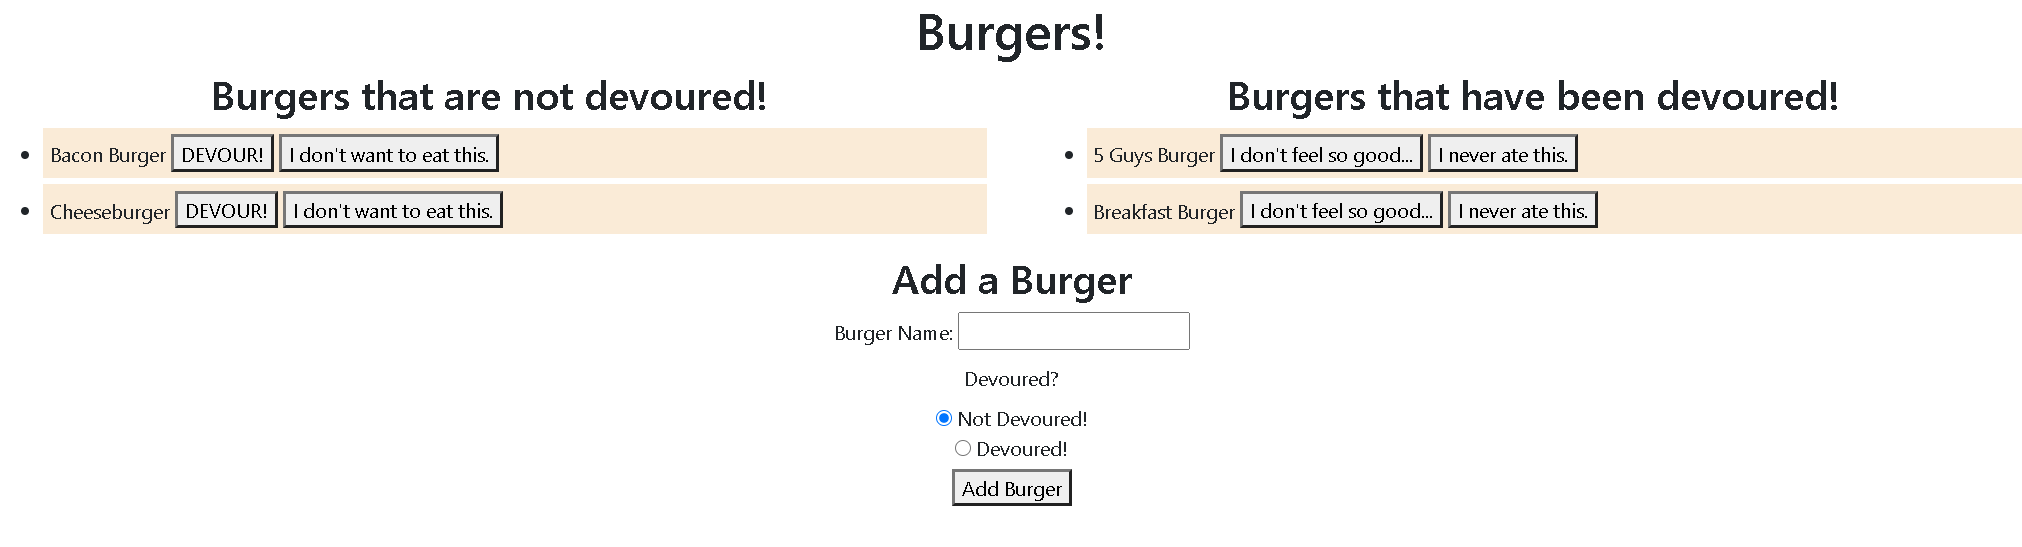 Burgers!
Burgers that are not devoured!
Bacon Burger DEVOUR! I don't want to eat this.
Cheeseburger DEVOUR! I don't want to eat this.
Burgers that have been devoured!
5 Guys Burger I don't feel so good... I never ate this.
Breakfast Burger I don't feel so good... I never ate this.
Add a Burger
Burger Name:
Devoured?
Not Devoured!
Devoured!
Add Burger